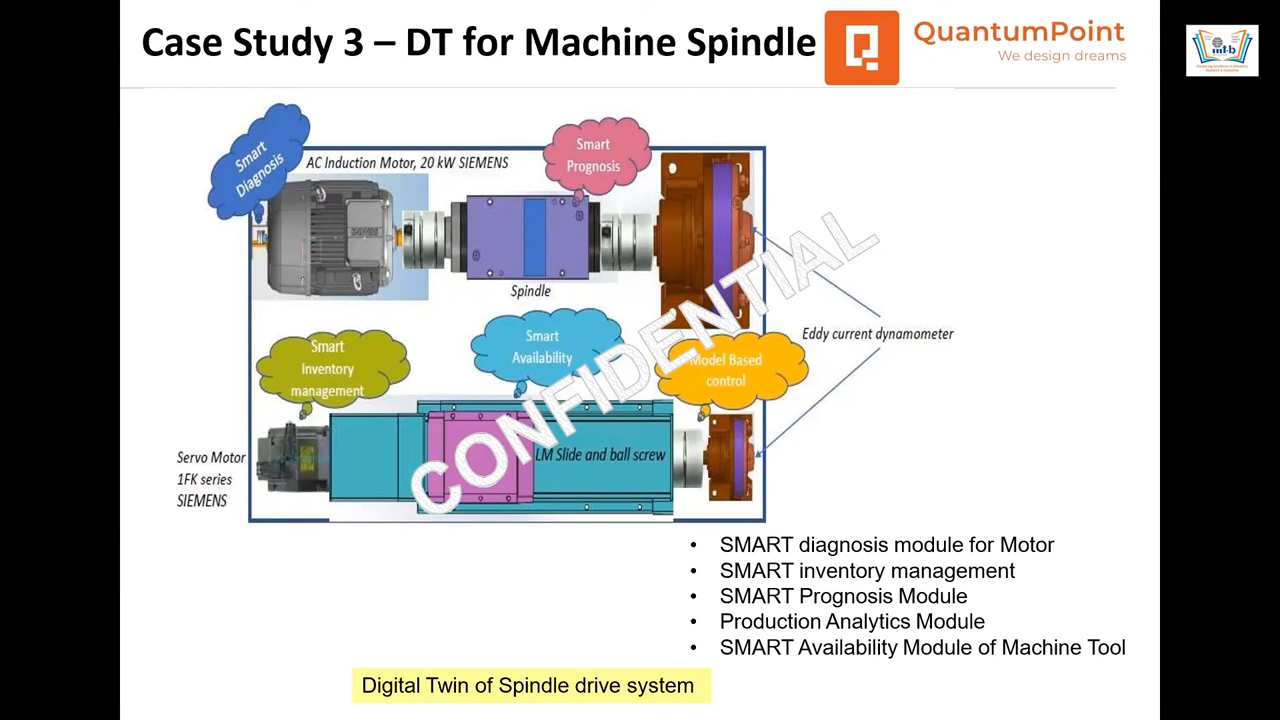 Case Study 3 – DT for Machine Spindle
QuantumPoint
We design dreams
Smart
Diagnosis
AC Induction Motor, 20 kW SIEMENS
Smart
Prognosis
Spindle
Smart
Inventory
management
Smart
Availability
Model Based
control
Eddy current dynamometer
CONFIDENTIAL
Servo Motor
1FK series
SIEMENS
LM Slide and ball screw
• SMART diagnosis module for Motor
• SMART inventory management
• SMART Prognosis Module
• Production Analytics Module
• SMART Availability Module of Machine Tool
Digital Twin of Spindle drive system